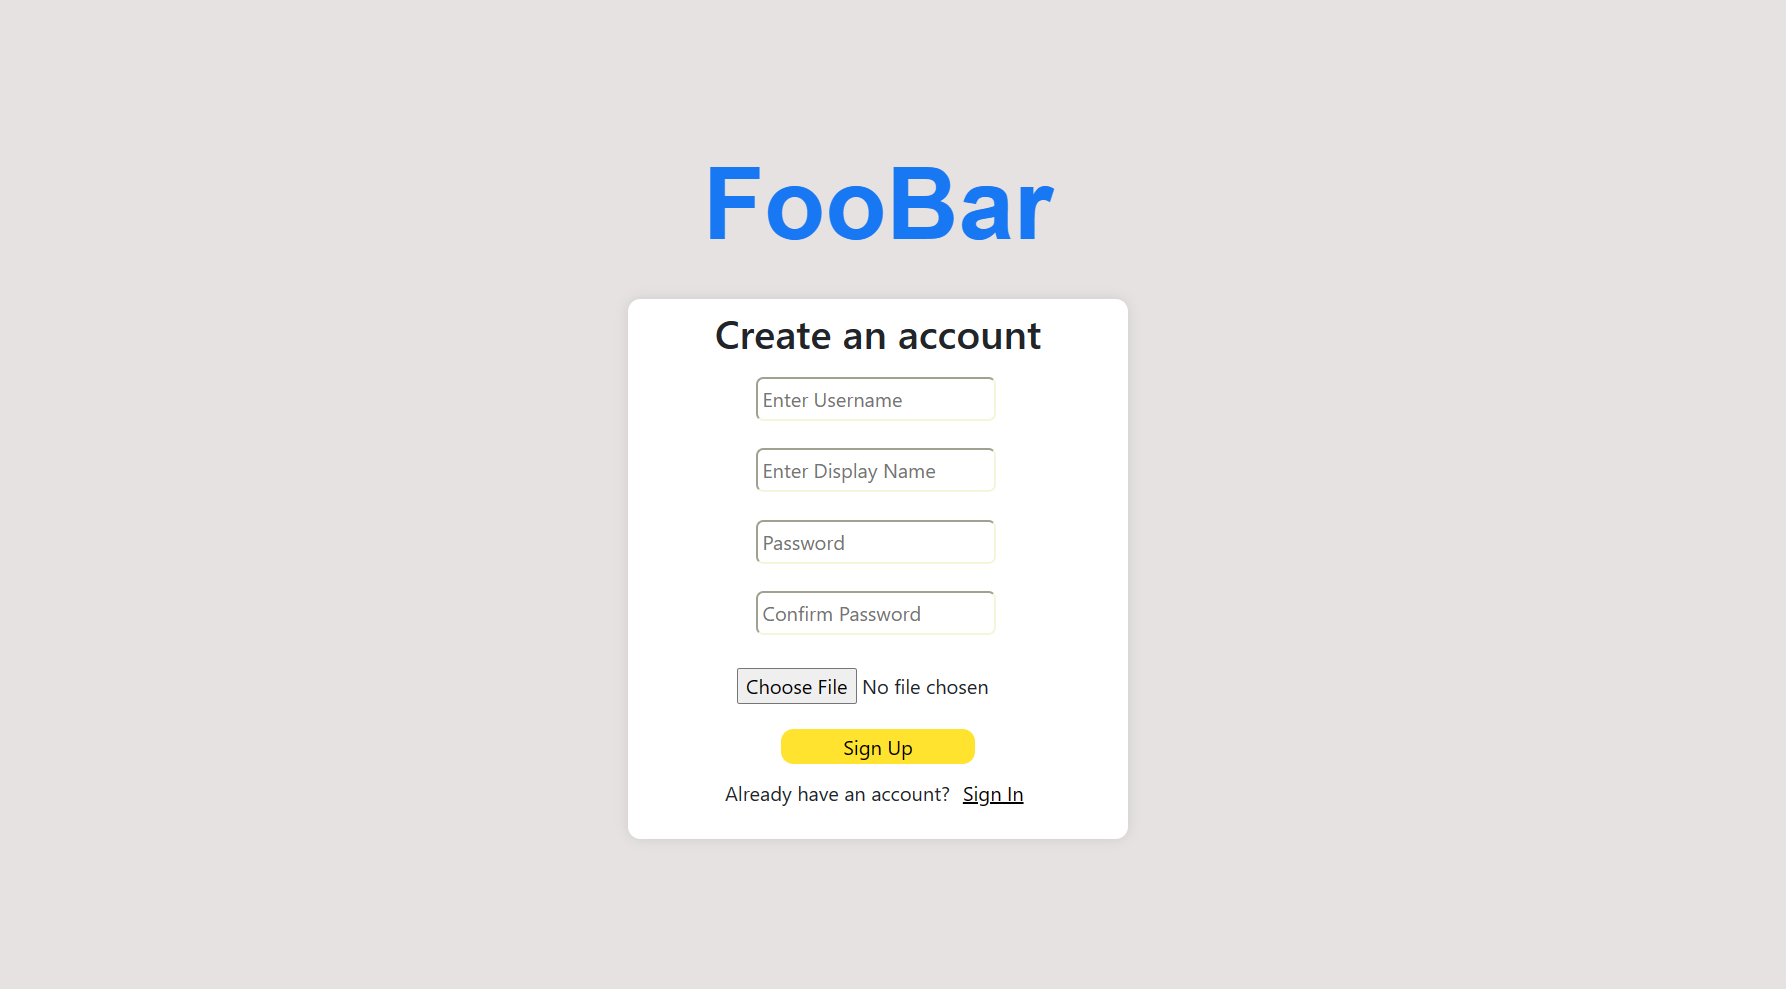 FooBar
Create an account
Enter Username
Enter Display Name
Password
Confirm Password
Choose File No file chosen
Sign Up
Already have an account? Sign In